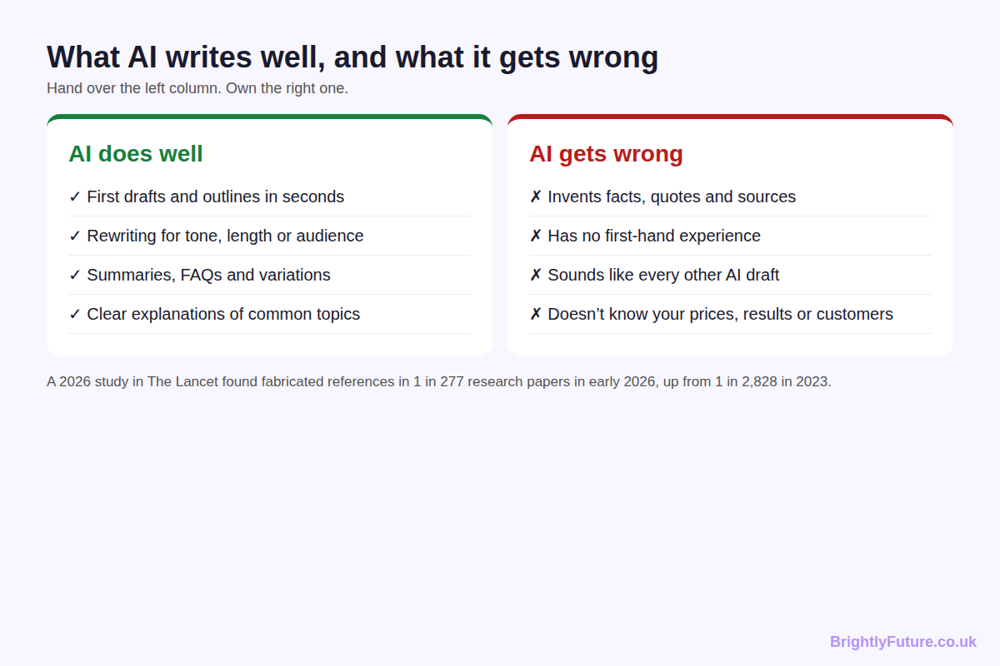 What AI writes well, and what it gets wrong
Hand over the left column. Own the right one.
AI does well
✓ First drafts and outlines in seconds
✓ Rewriting for tone, length or audience
✓ Summaries, FAQs and variations
✓ Clear explanations of common topics
AI gets wrong
✗ Invents facts, quotes and sources
✗ Has no first-hand experience
✗ Sounds like every other AI draft
✗ Doesn’t know your prices, results or customers
A 2026 study in The Lancet found fabricated references in 1 in 277 research papers in early 2026, up from 1 in 2,828 in 2023.
BrightlyFuture.co.uk